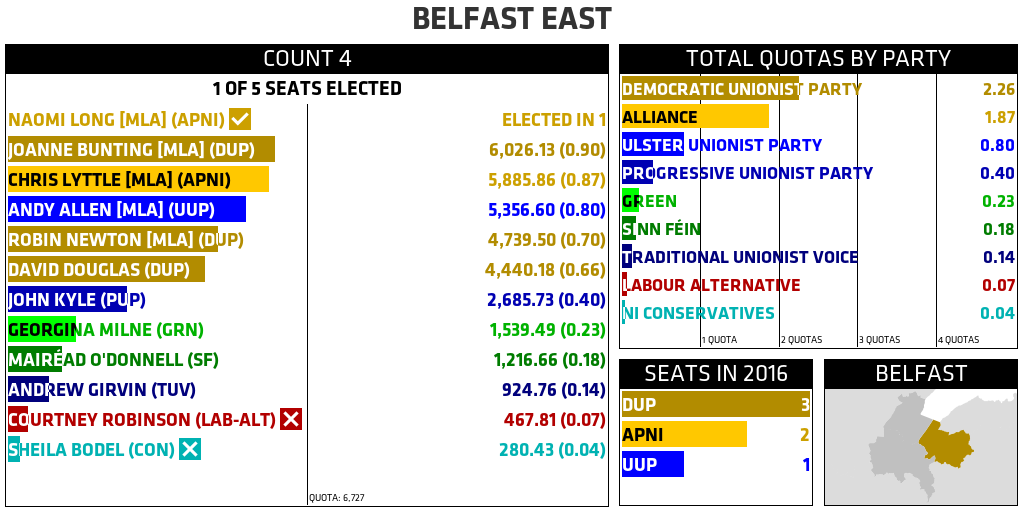 BELFAST EAST
COUNT 4
1 OF 5 SEATS ELECTED
NAOMI LONG [MLA] (APNI) ELECTED IN 1
JOANNE BUNTING [MLA] (DUP) 6,026.13 (0.90)
CHRIS LYTTLE [MLA] (APNI) 5,885.86 (0.87)
ANDY ALLEN [MLA] (UUP) 5,356.60 (0.80)
ROBIN NEWTON [MLA] (DUP) 4,739.50 (0.70)
DAVID DOUGLAS (DUP) 4,440.18 (0.66)
JOHN KYLE (PUP) 2,685.73 (0.40)
GEORGINA MILNE (GRN) 1,539.49 (0.23)
MAIRÉAD O'DONNELL (SF) 1,216.66 (0.18)
ANDREW GIRVIN (TUV) 924.76 (0.14)
COURTNEY ROBINSON (LAB-ALT) 467.81 (0.07)
SHEILA BODEL (CON) 280.43 (0.04)
QUOTA: 6,727
TOTAL QUOTAS BY PARTY
DEMOCRATIC UNIONIST PARTY 2.26
ALLIANCE 1.87
ULSTER UNIONIST PARTY 0.80
PROGRESSIVE UNIONIST PARTY 0.40
GREEN 0.23
SINN FÉIN 0.18
TRADITIONAL UNIONIST VOICE 0.14
LABOUR ALTERNATIVE 0.07
NI CONSERVATIVES 0.04
1 QUOTA 2 QUOTAS 3 QUOTAS 4 QUOTAS
SEATS IN 2016
DUP 3
APNI 2
UUP 1
BELFAST